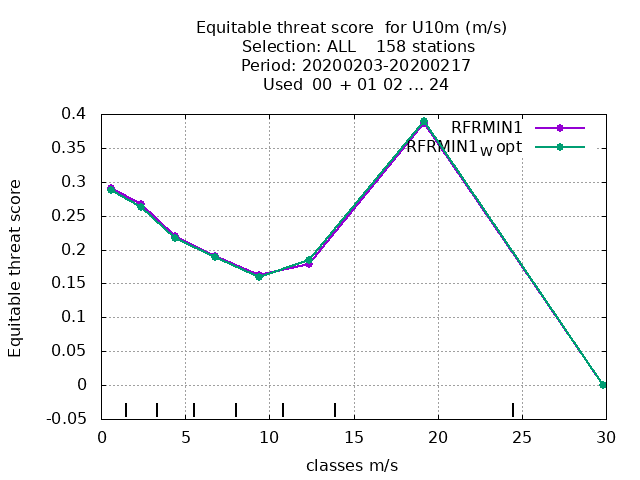 Equitable threat score for U10m (m/s)
Selection: ALL 158 stations
Period: 20200203-20200217
Used 00 + 01 02 ... 24
Equitable threat score
0.4
0.35
0.3
0.25
0.2
0.15
0.1
0.05
0
-0.05
RFRMIN1
RFRMIN1W opt
0 5 10 15 20 25 30
classes m/s